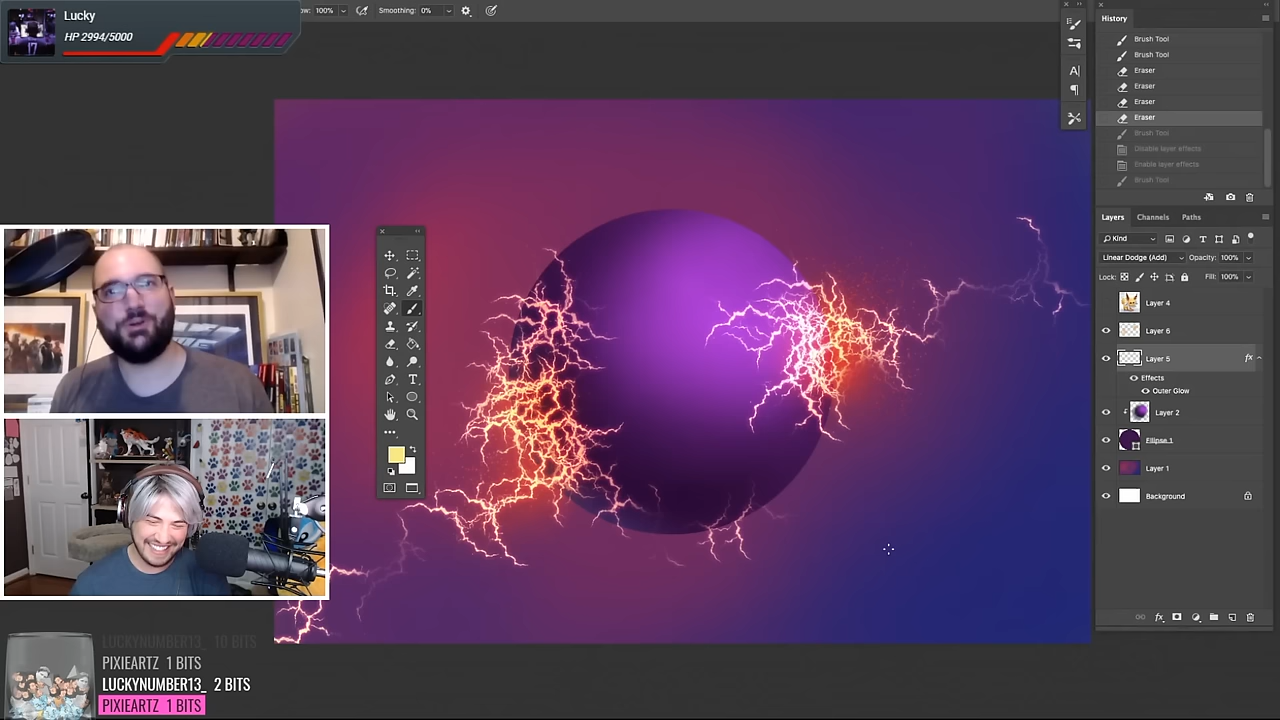 Lucky
HP 2994/5000
17
100%
Smoothing: 0%
History
Brush Tool
Brush Tool
Eraser
Eraser
Eraser
Eraser
Brush Tool
Disable layer effects
Enable layer effects
Brush Tool
Layers Channels Paths
Kind
Linear Dodge (Add) Opacity: 100%
Lock: Fill: 100%
Layer 4
Layer 6
Layer 5 fx
Effects
Outer Glow
Layer 2
Ellipse 1
Layer 1
Background
fx
LUCKYNUMBER13_ 10 BITS
PIXIEARTZ 1 BITS
LUCKYNUMBER13_ 2 BITS
PIXIEARTZ 1 BITS